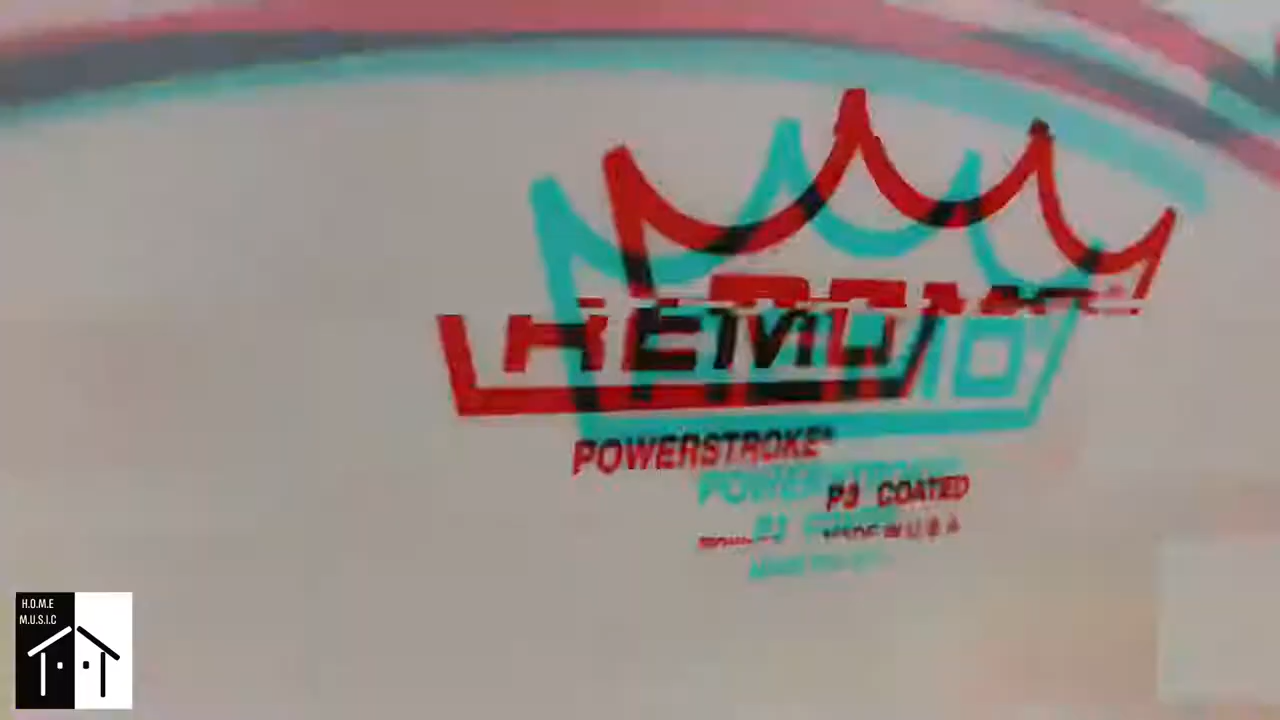 REMO
POWERSTROKE®
P3 COATED
MADE IN U.S.A
H.O.M.E
M.U.S.I.C